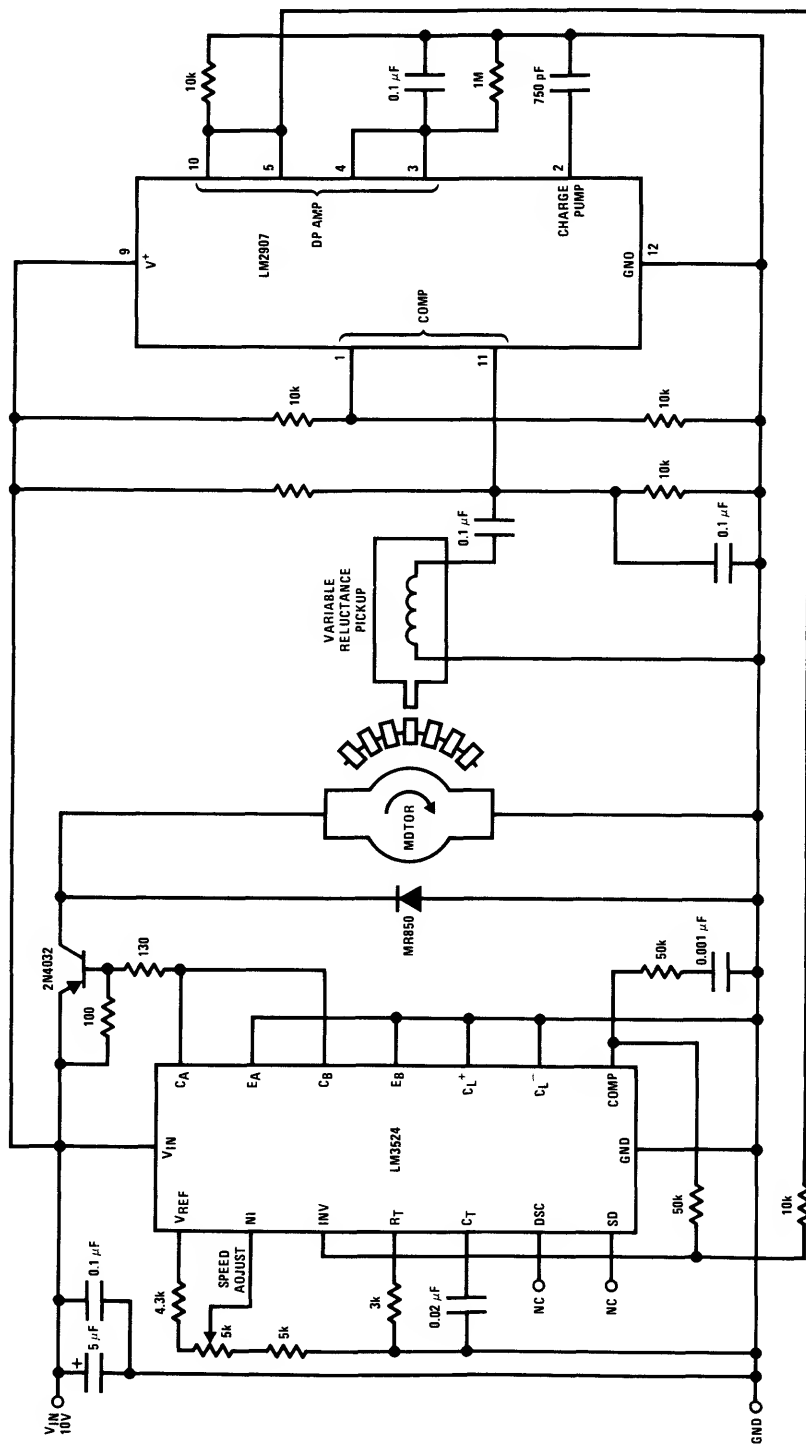 VIN
10V
5 µF
+
0.1 µF
4.3k
SPEED
ADJUST
5k
5k
3k
0.02 µF
NC
NC
GND
VIN
VREF
NI
INV
RT
CT
DSC
SD
LM3524
CA
EA
CB
EB
CL+
CL−
COMP
GND
50k
10k
100
130
2N4032
50k
0.001 µF
MR850
MDTOR
VARIABLE
RELUCTANCE
PICKUP
0.1 µF
10k
10k
10k
0.1 µF
1
11
COMP
9
V+
LM2907
DP AMP
CHARGE
PUMP
GNO
12
10
5
4
3
2
10k
0.1 µF
1M
750 pF